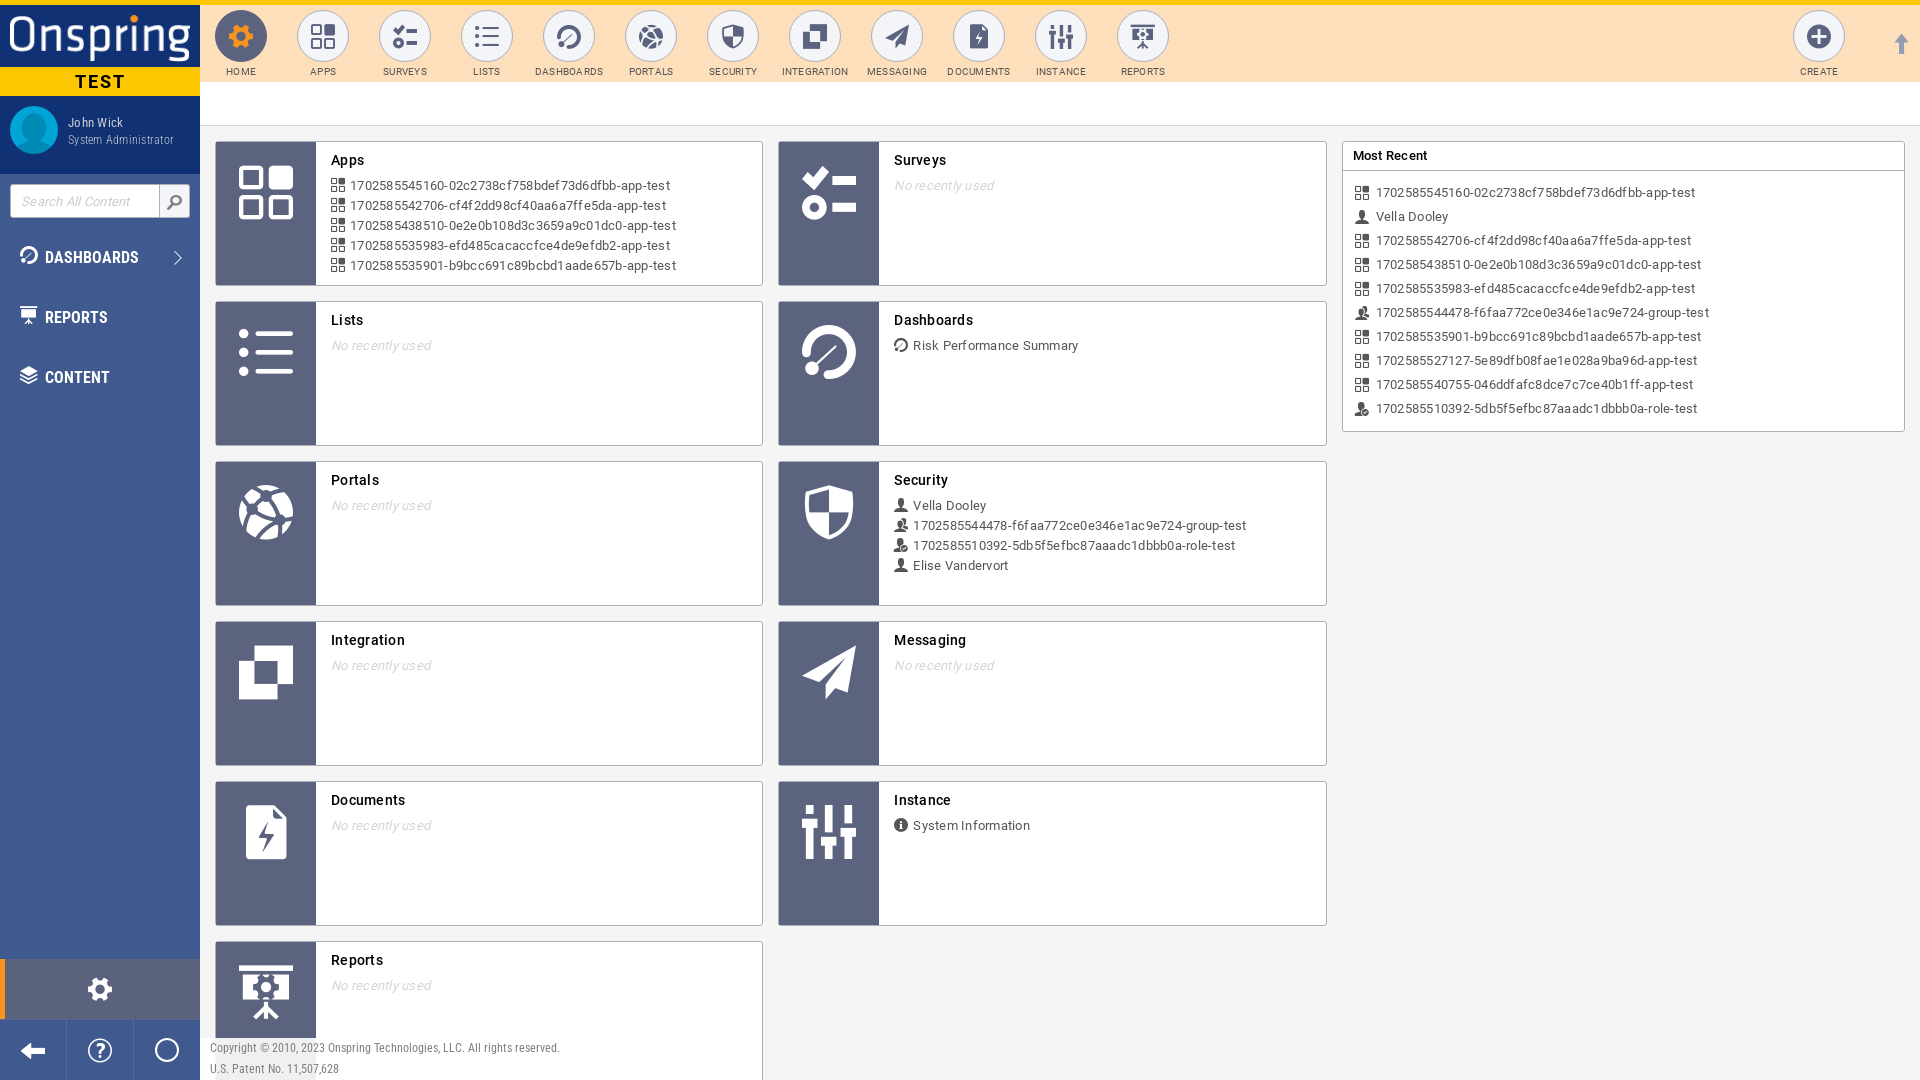 Onspring
TEST
John Wick
System Administrator
Search All Content
DASHBOARDS
REPORTS
CONTENT
HOME
APPS
SURVEYS
LISTS
DASHBOARDS
PORTALS
SECURITY
INTEGRATION
MESSAGING
DOCUMENTS
INSTANCE
REPORTS
CREATE
Apps
1702585545160-02c2738cf758bdef73d6dfbb-app-test
1702585542706-cf4f2dd98cf40aa6a7ffe5da-app-test
1702585438510-0e2e0b108d3c3659a9c01dc0-app-test
1702585535983-efd485cacaccfce4de9efdb2-app-test
1702585535901-b9bcc691c89bcbd1aade657b-app-test
Surveys
No recently used
Lists
No recently used
Dashboards
Risk Performance Summary
Portals
No recently used
Security
Vella Dooley
1702585544478-f6faa772ce0e346e1ac9e724-group-test
1702585510392-5db5f5efbc87aaadc1dbbb0a-role-test
Elise Vandervort
Integration
No recently used
Messaging
No recently used
Documents
No recently used
Instance
System Information
Reports
No recently used
Most Recent
1702585545160-02c2738cf758bdef73d6dfbb-app-test
Vella Dooley
1702585542706-cf4f2dd98cf40aa6a7ffe5da-app-test
1702585438510-0e2e0b108d3c3659a9c01dc0-app-test
1702585535983-efd485cacaccfce4de9efdb2-app-test
1702585544478-f6faa772ce0e346e1ac9e724-group-test
1702585535901-b9bcc691c89bcbd1aade657b-app-test
1702585527127-5e89dfb08fae1e028a9ba96d-app-test
1702585540755-046ddfafc8dce7c7ce40b1ff-app-test
1702585510392-5db5f5efbc87aaadc1dbbb0a-role-test
Copyright © 2010, 2023 Onspring Technologies, LLC. All rights reserved.
U.S. Patent No. 11,507,628